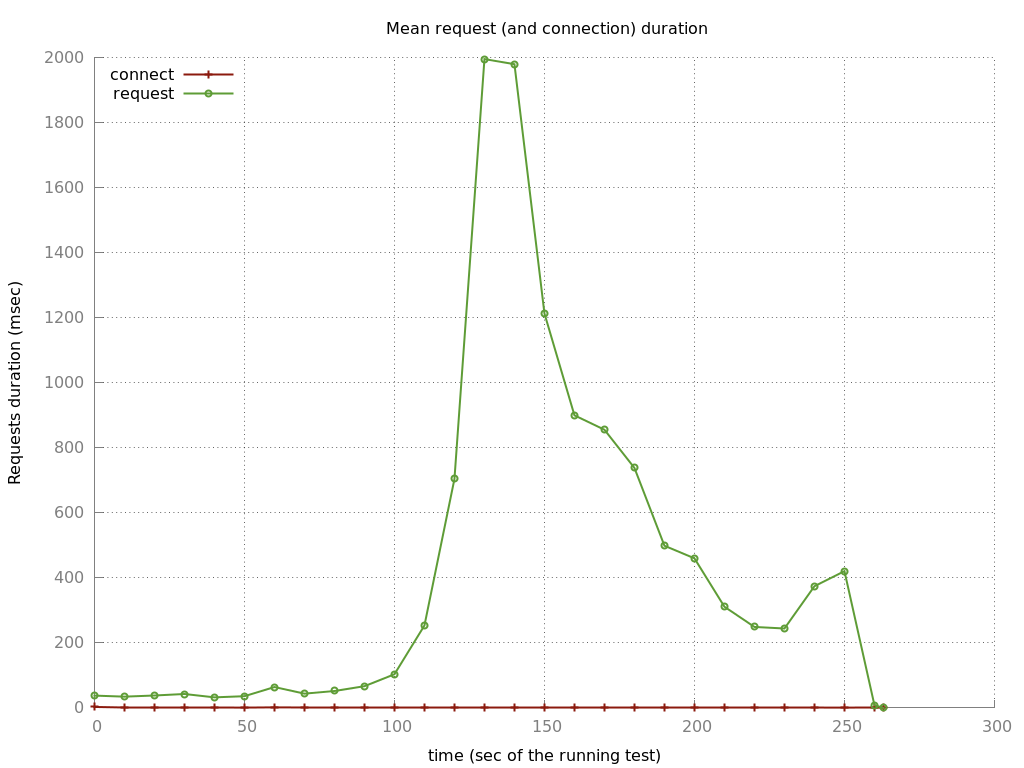 Mean request (and connection) duration
connect
request
2000
1800
1600
1400
1200
1000
800
600
400
200
0
Requests duration (msec)
0 50 100 150 200 250 300
time (sec of the running test)